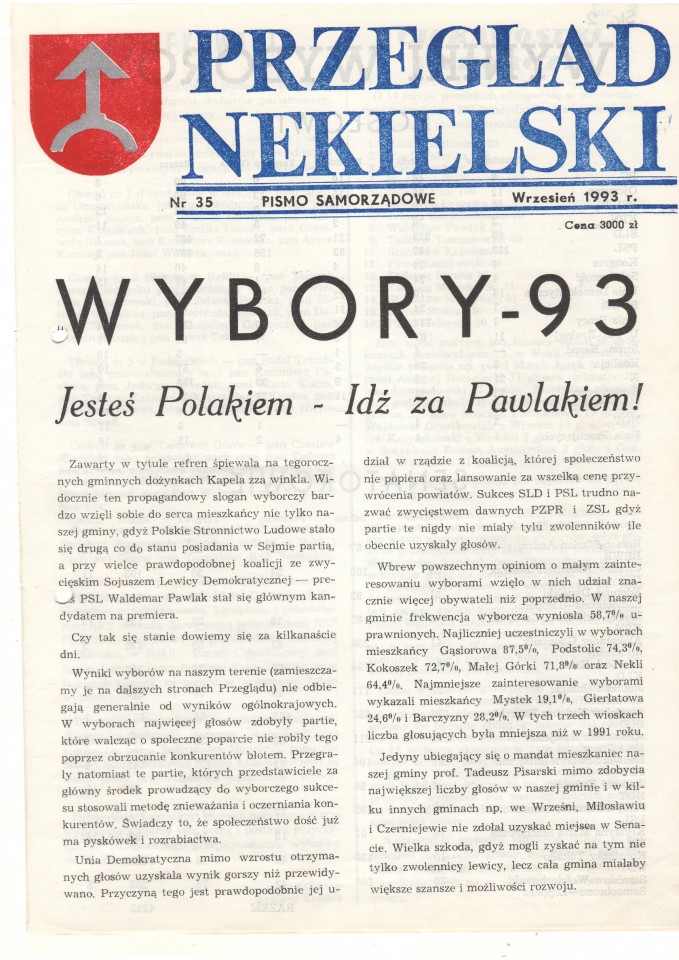 PRZEGLĄD
NEKIELSKI
Nr 35 PISMO SAMORZĄDOWE Wrzesień 1993 r.
Cena 3000 zł
WYBORY-93
Jesteś Polakiem - Idź za Pawlakiem!
Zawarty w tytule refren śpiewała na tegorocz-
nych gminnych dożynkach Kapela zza winkla. Wi-
docznie ten propagandowy slogan wyborczy bar-
dzo wzięli sobie do serca mieszkańcy nie tylko na-
szej gminy, gdyż Polskie Stronnictwo Ludowe stało
się drugą co do stanu posiadania w Sejmie partią,
a przy wielce prawdopodobnej koalicji ze zwy-
cięskim Sojuszem Lewicy Demokratycznej — pre-
s PSL Waldemar Pawlak stał się głównym kan-
dydatem na premiera.
Czy tak się stanie dowiemy się za kilkanaście
dni.
Wyniki wyborów na naszym terenie (zamieszcza-
my je na dalszych stronach Przeglądu) nie odbie-
gają generalnie od wyników ogólnokrajowych.
W wyborach najwięcej głosów zdobyły partie,
które walcząc o społeczne poparcie nie robiły tego
poprzez obrzucanie konkurentów błotem. Przegra-
ły natomiast te partie, których przedstawiciele za
główny środek prowadzący do wyborczego sukce-
su stosowali metodę znieważania i oczerniania kon-
kurentów. Świadczy to, że społeczeństwo dość już
ma pyskówek i rozrabiactwa.
Unia Demokratyczna mimo wzrostu otrzyma-
nych głosów uzyskała wynik gorszy niż przewidy-
wano. Przyczyną tego jest prawdopodobnie jej u-
dział w rządzie z koalicją, której społeczeństwo
nie popiera oraz lansowanie za wszelką cenę przy-
wrócenia powiatów. Sukces SLD i PSL trudno na-
zwać zwycięstwem dawnych PZPR i ZSL gdyż
partie te nigdy nie miały tylu zwolenników ile
obecnie uzyskały głosów.
Wbrew powszechnym opiniom o małym zainte-
resowaniu wyborami wzięło w nich udział zna-
cznie więcej obywateli niż poprzednio. W naszej
gminie frekwencja wyborcza wyniosła 58,7% u-
prawnionych. Najliczniej uczestniczyli w wyborach
mieszkańcy Gąsiorowa 87,5%, Podstolic 74,3%,
Kokoszek 72,7%, Małej Górki 71,8% oraz Nekli
64,4%. Najmniejsze zainteresowanie wyborami
wykazali mieszkańcy Mystek 19,1%, Gierłatowa
24,6% i Barczyzny 28,2%. W tych trzech wioskach
liczba głosujących była mniejsza niż w 1991 roku.
Jedyny ubiegający się o mandat mieszkaniec na-
szej gminy prof. Tadeusz Pisarski mimo zdobycia
największej liczby głosów w naszej gminie i w kil-
ku innych gminach np. we Wrześni, Miłosławiu
i Czerniejewie nie zdołał uzyskać miejsca w Sena-
cie. Wielka szkoda, gdyż mogli zyskać na tym nie
tylko zwolennicy lewicy, lecz cała gmina miałaby
większe szansze i możliwości rozwoju.